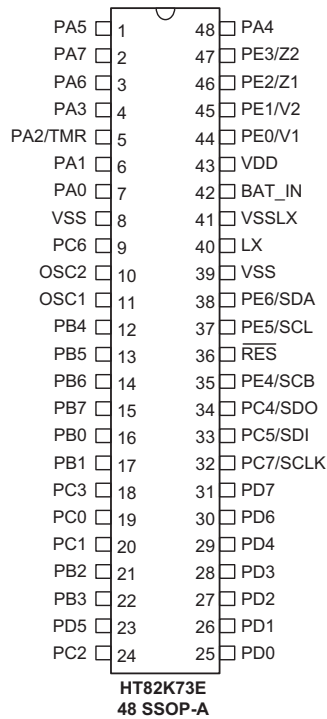 PA5 1 48 PA4
PA7 2 47 PE3/Z2
PA6 3 46 PE2/Z1
PA3 4 45 PE1/V2
PA2/TMR 5 44 PE0/V1
PA1 6 43 VDD
PA0 7 42 BAT_IN
VSS 8 41 VSSLX
PC6 9 40 LX
OSC2 10 39 VSS
OSC1 11 38 PE6/SDA
PB4 12 37 PE5/SCL
PB5 13 36 RES
PB6 14 35 PE4/SCB
PB7 15 34 PC4/SDO
PB0 16 33 PC5/SDI
PB1 17 32 PC7/SCLK
PC3 18 31 PD7
PC0 19 30 PD6
PC1 20 29 PD4
PB2 21 28 PD3
PB3 22 27 PD2
PD5 23 26 PD1
PC2 24 25 PD0
HT82K73E
48 SSOP-A